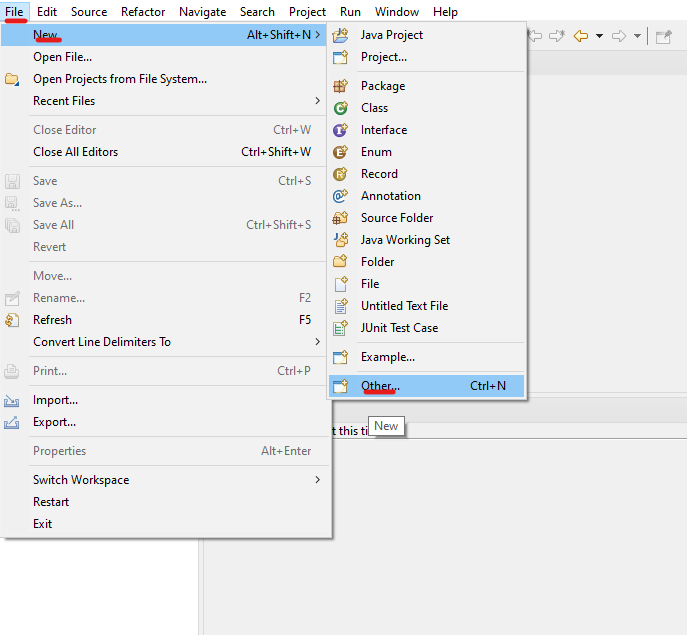 File Edit Source Refactor Navigate Search Project Run Window Help
New Alt+Shift+N
Open File...
Open Projects from File System...
Recent Files
Close Editor Ctrl+W
Close All Editors Ctrl+Shift+W
Save Ctrl+S
Save As...
Save All Ctrl+Shift+S
Revert
Move...
Rename... F2
Refresh F5
Convert Line Delimiters To
Print... Ctrl+P
Import...
Export...
Properties Alt+Enter
Switch Workspace
Restart
Exit
Java Project
Project...
Package
Class
Interface
Enum
Record
Annotation
Source Folder
Java Working Set
Folder
File
Untitled Text File
JUnit Test Case
Example...
Other... Ctrl+N
New
t this ti